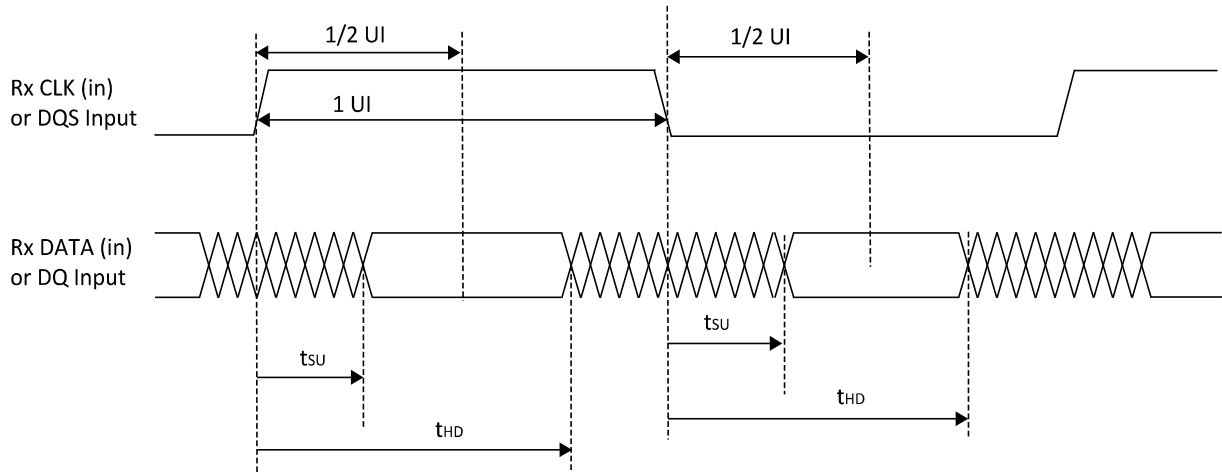 1/2 UI
1/2 UI
Rx CLK (in)
or DQS Input
1 UI
Rx DATA (in)
or DQ Input
tSU
tSU
tHD
tHD